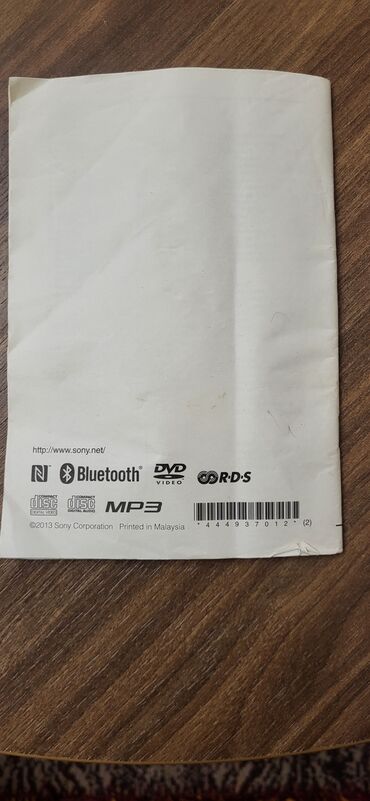 http://www.sony.net/
N Bluetooth® DVD VIDEO R·D·S
COMPACT disc DIGITAL VIDEO COMPACT disc DIGITAL AUDIO MP3
*444937012* (2)
©2013 Sony Corporation Printed in Malaysia